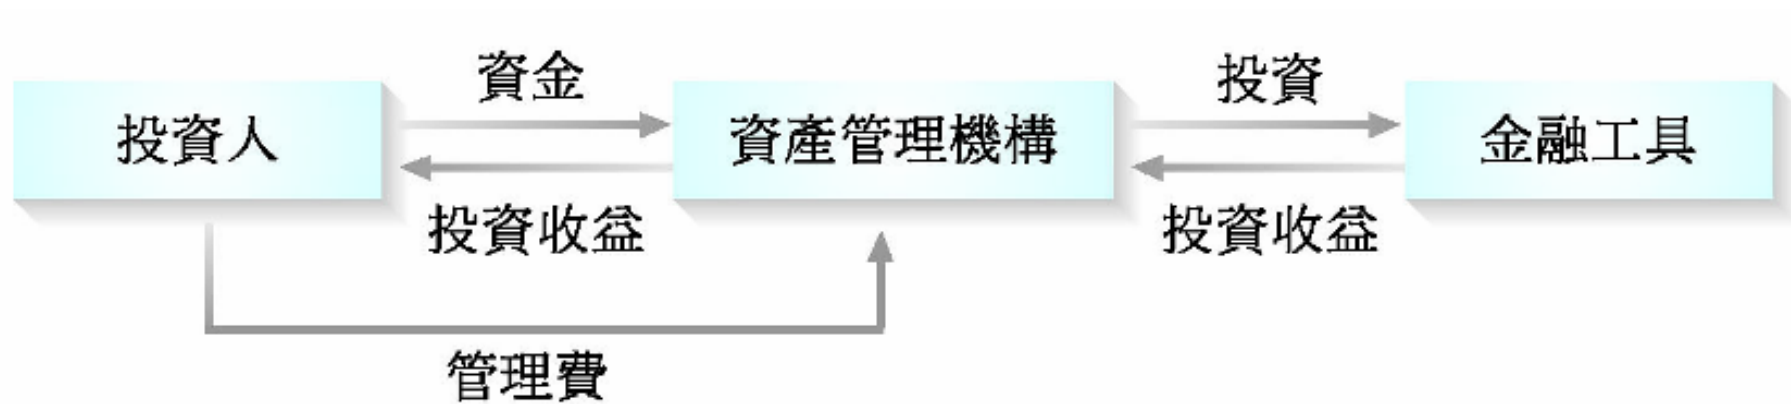 資金
投資
投資人
資產管理機構
金融工具
投資收益
投資收益
管理費